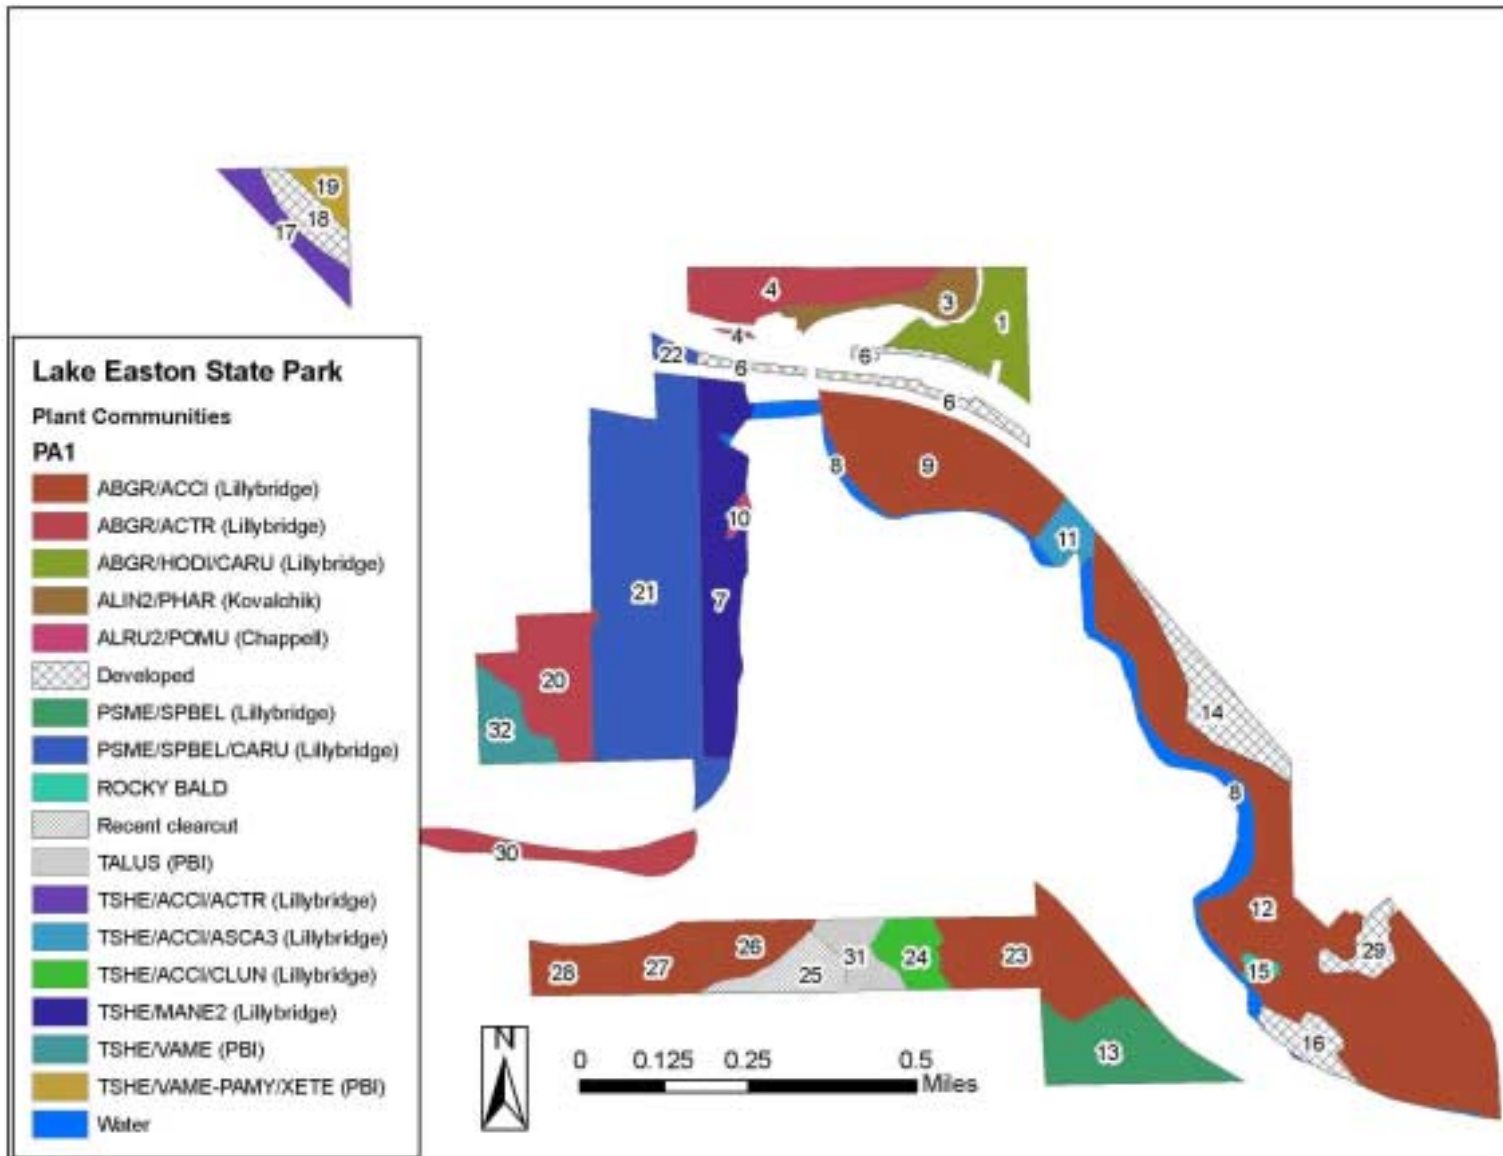 19
18
17
4
3
1
4
22
6
6
6
8
9
10
11
21
7
20
32
14
8
30
12
26
31
24
23
29
28
27
25
15
16
13
Lake Easton State Park
Plant Communities
PA1
ABGR/ACCI (Lillybridge)
ABGR/ACTR (Lillybridge)
ABGR/HODI/CARU (Lillybridge)
ALIN2/PHAR (Kovalchik)
ALRU2/POMU (Chappell)
Developed
PSME/SPBEL (Lillybridge)
PSME/SPBEL/CARU (Lillybridge)
ROCKY BALD
Recent clearcut
TALUS (PBI)
TSHE/ACCI/ACTR (Lillybridge)
TSHE/ACCI/ASCA3 (Lillybridge)
TSHE/ACCI/CLUN (Lillybridge)
TSHE/MANE2 (Lillybridge)
TSHE/VAME (PBI)
TSHE/VAME-PAMY/XETE (PBI)
Water
N
0 0.125 0.25 0.5
Miles